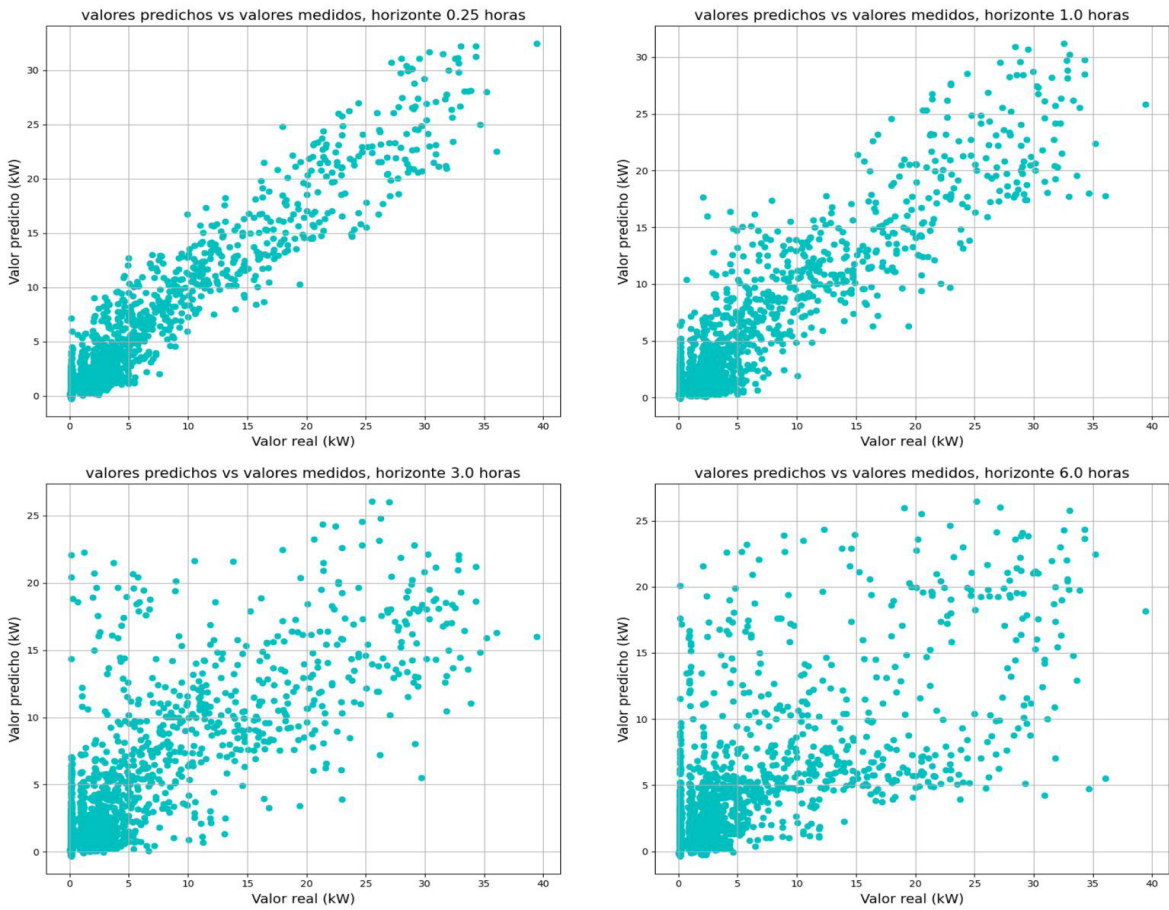 valores predichos vs valores medidos, horizonte 0.25 horas
Valor predicho (kW)
30
25
20
15
10
5
0
0 5 10 15 20 25 30 35 40
Valor real (kW)
valores predichos vs valores medidos, horizonte 1.0 horas
Valor predicho (kW)
30
25
20
15
10
5
0
0 5 10 15 20 25 30 35 40
Valor real (kW)
valores predichos vs valores medidos, horizonte 3.0 horas
Valor predicho (kW)
25
20
15
10
5
0
0 5 10 15 20 25 30 35 40
Valor real (kW)
valores predichos vs valores medidos, horizonte 6.0 horas
Valor predicho (kW)
25
20
15
10
5
0
0 5 10 15 20 25 30 35 40
Valor real (kW)